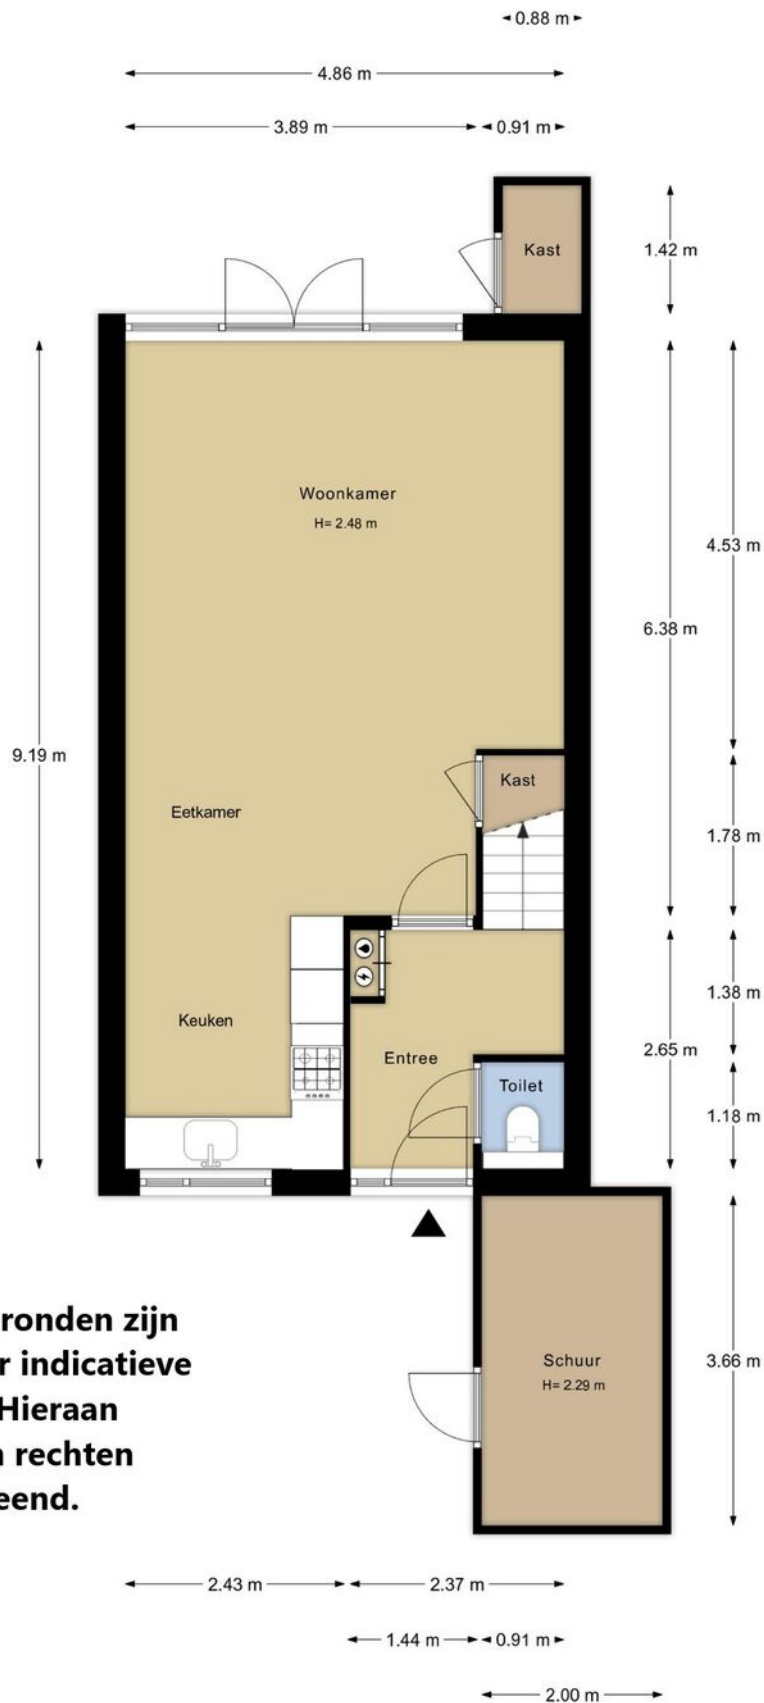 0.88 m
4.86 m
3.89 m 0.91 m
Kast
1.42 m
Woonkamer
H= 2.48 m
4.53 m
6.38 m
9.19 m
Kast
Eetkamer
1.78 m
1.38 m
Keuken
2.65 m
Entree
Toilet
1.18 m
ronden zijn
r indicatieve
Hieraan
rechten
eend.
Schuur
H= 2.29 m
3.66 m
2.43 m 2.37 m
1.44 m 0.91 m
2.00 m